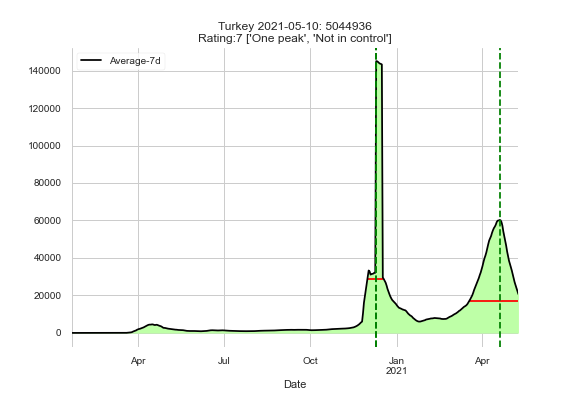 Turkey 2021-05-10: 5044936
Rating:7 ['One peak', 'Not in control']
Average-7d
140000
120000
100000
80000
60000
40000
20000
0
Apr Jul Oct Jan Apr
2021
Date